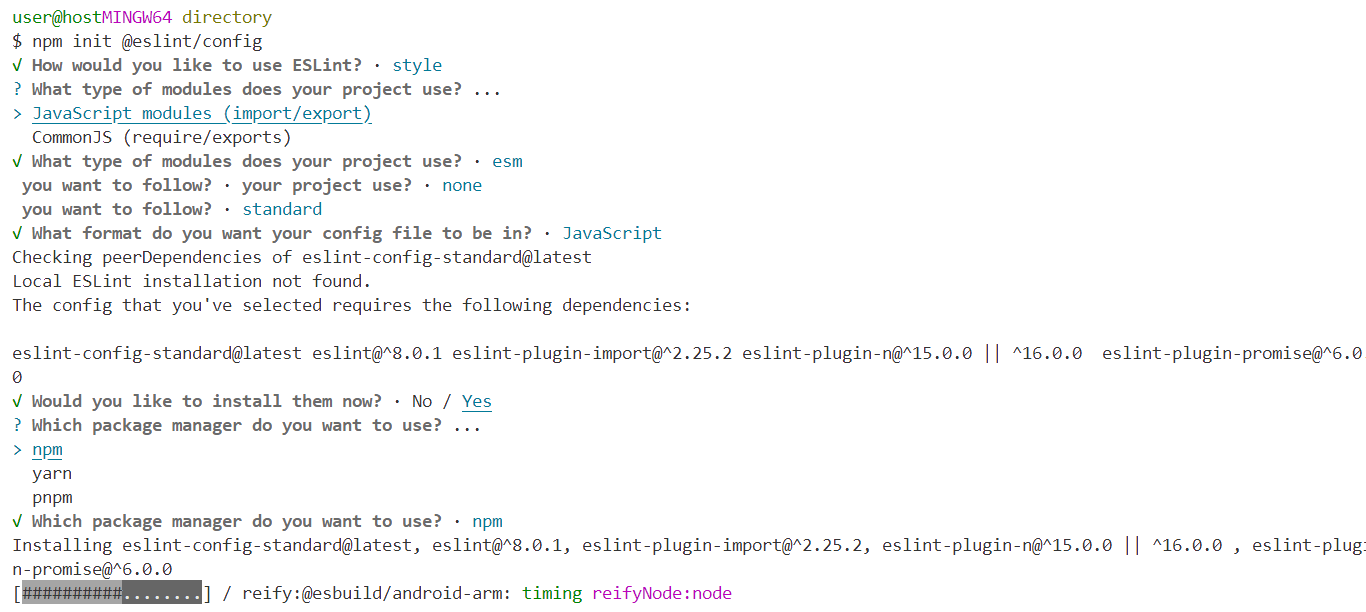 user@hostMINGW64 directory
$ npm init @eslint/config
√ How would you like to use ESLint? · style
? What type of modules does your project use? ...
> JavaScript modules (import/export)
CommonJS (require/exports)
√ What type of modules does your project use? · esm
you want to follow? · your project use? · none
you want to follow? · standard
√ What format do you want your config file to be in? · JavaScript
Checking peerDependencies of eslint-config-standard@latest
Local ESLint installation not found.
The config that you've selected requires the following dependencies:
eslint-config-standard@latest eslint@^8.0.1 eslint-plugin-import@^2.25.2 eslint-plugin-n@^15.0.0 || ^16.0.0  eslint-plugin-promise@^6.0
0
√ Would you like to install them now? · No / Yes
? Which package manager do you want to use? ...
> npm
yarn
pnpm
√ Which package manager do you want to use? · npm
Installing eslint-config-standard@latest, eslint@^8.0.1, eslint-plugin-import@^2.25.2, eslint-plugin-n@^15.0.0 || ^16.0.0 , eslint-plugi
n-promise@^6.0.0
[##########........] / reify:@esbuild/android-arm: timing reifyNode:node